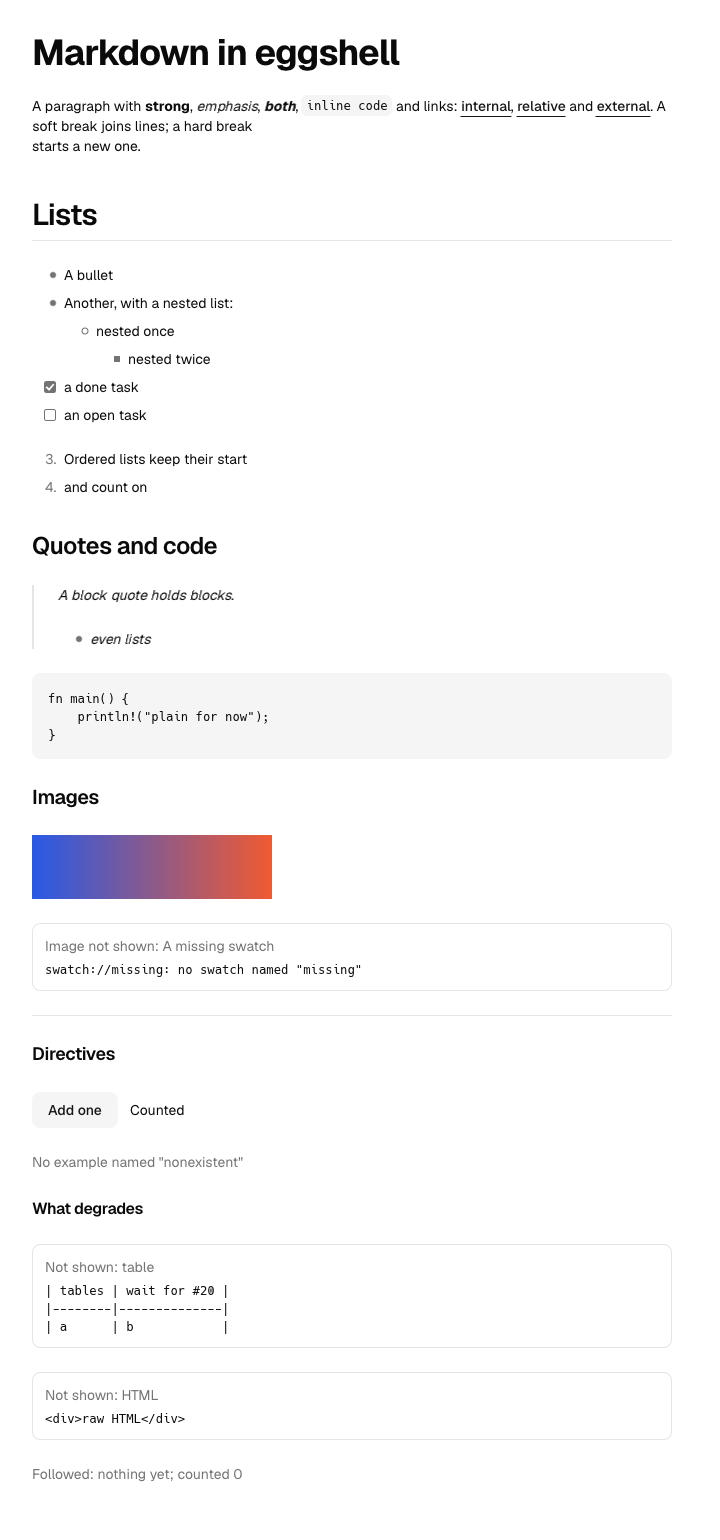 Markdown in eggshell
A paragraph with strong, emphasis, both, inline code and links: internal, relative and external. A
soft break joins lines; a hard break
starts a new one.
Lists
A bullet
Another, with a nested list:
nested once
nested twice
a done task
an open task
3. Ordered lists keep their start
4. and count on
Quotes and code
A block quote holds blocks.
even lists
fn main() {
    println!("plain for now");
}
Images
Image not shown: A missing swatch
swatch://missing: no swatch named "missing"
Directives
Add one Counted
No example named "nonexistent"
What degrades
Not shown: table
| tables | wait for #20 |
|--------|--------------|
| a      | b            |
Not shown: HTML
<div>raw HTML</div>
Followed: nothing yet; counted 0